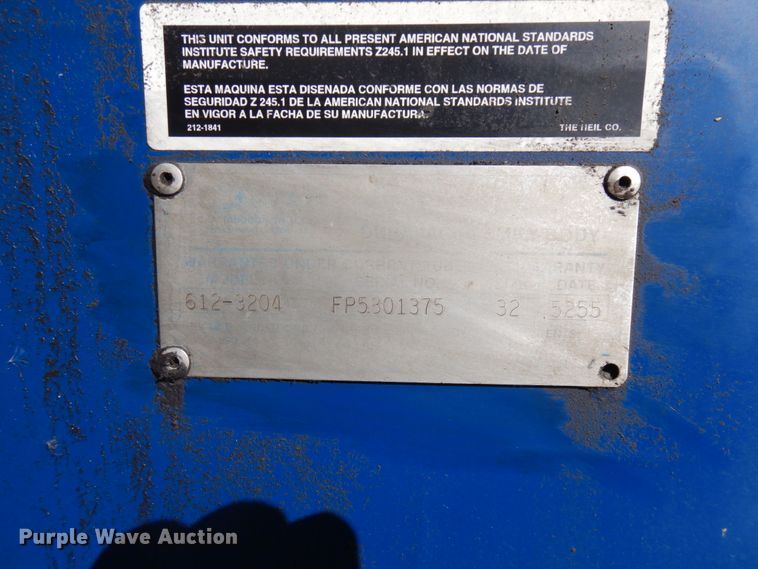 THIS UNIT CONFORMS TO ALL PRESENT AMERICAN NATIONAL STANDARDS
INSTITUTE SAFETY REQUIREMENTS Z245.1 IN EFFECT ON THE DATE OF
MANUFACTURE.
ESTA MAQUINA ESTA DISENADA CONFORME CON LAS NORMAS DE
SEGURIDAD Z 245.1 DE LA AMERICAN NATIONAL STANDARDS INSTITUTE
EN VIGOR A LA FACHA DE SU MANUFACTURA.
212-1841 THE HEIL CO.
BODY
NO. DATE
612-3204 FP5301375 32 5255
Purple Wave Auction